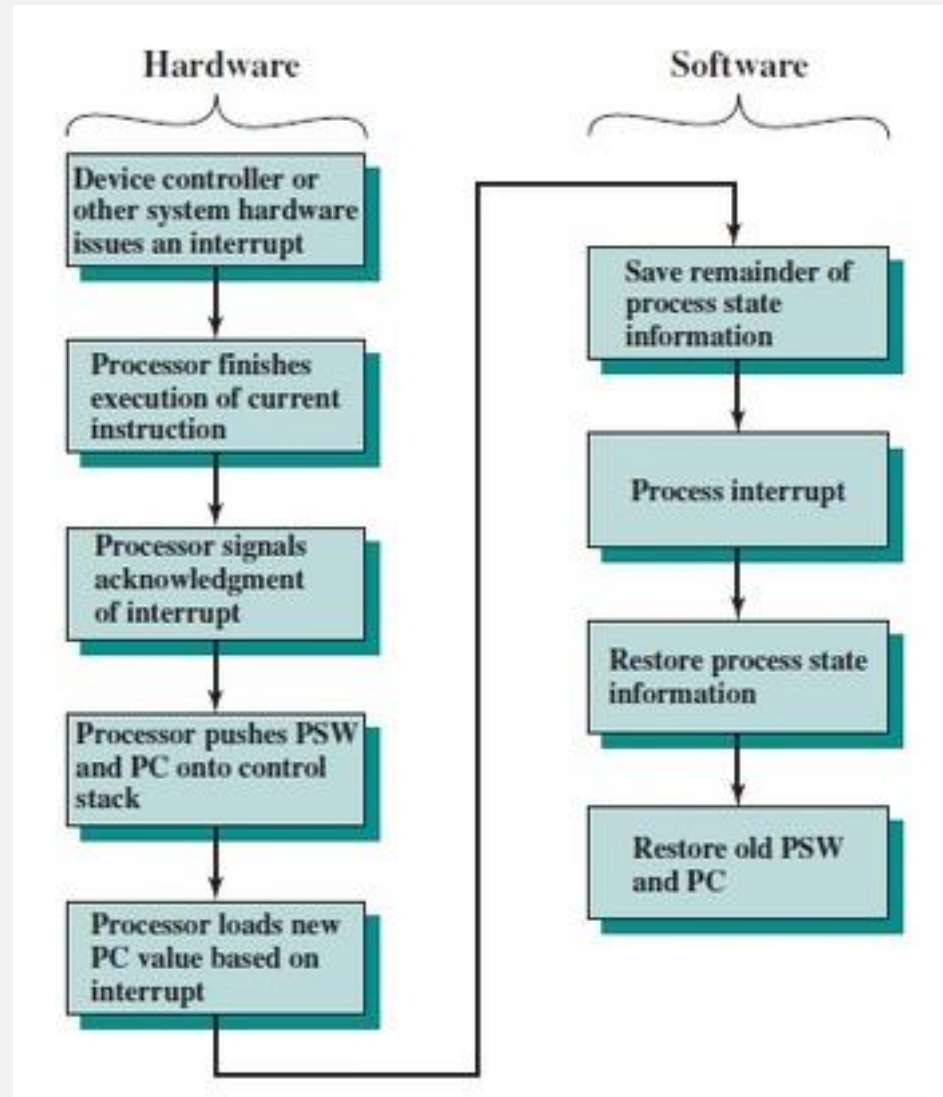 Hardware
Device controller or
other system hardware
issues an interrupt
Processor finishes
execution of current
instruction
Processor signals
acknowledgment
of interrupt
Processor pushes PSW
and PC onto control
stack
Processor loads new
PC value based on
interrupt
Software
Save remainder of
process state
information
Process interrupt
Restore process state
information
Restore old PSW
and PC